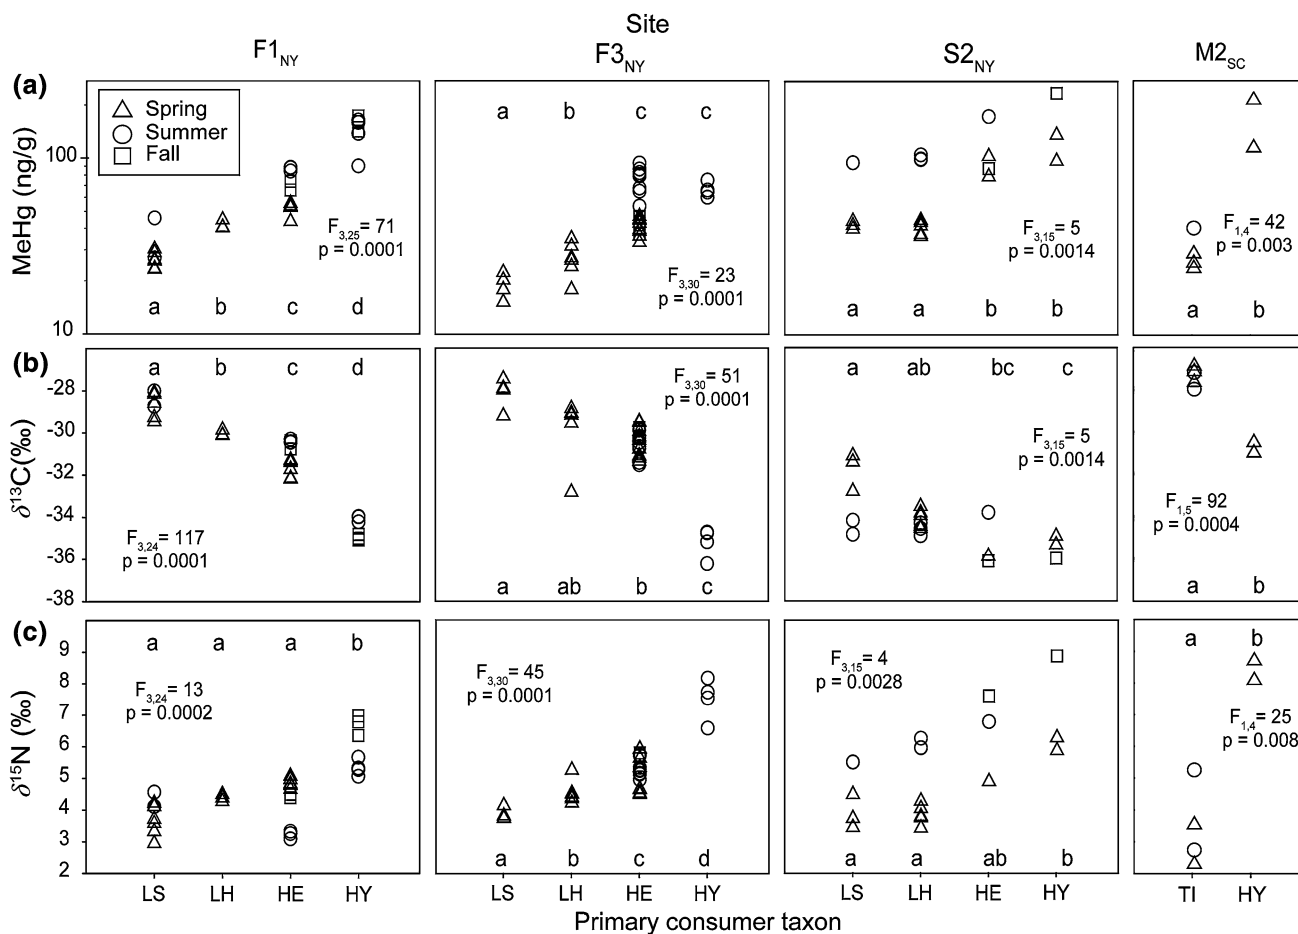 Site
F1NY F3NY S2NY M2SC
(a)
Spring
Summer
Fall
MeHg (ng/g)
100
10
F3,25= 71
p = 0.0001
a b c d
a b c c
F3,30= 23
p = 0.0001
F3,15= 5
p = 0.0014
a a b b
F1,4= 42
p = 0.003
a b
(b)
δ13C(‰)
-28
-30
-32
-34
-36
-38
a b c d
F3,24= 117
p = 0.0001
F3,30= 51
p = 0.0001
a ab b c
a ab bc c
F3,15= 5
p = 0.0014
F1,5= 92
p = 0.0004
a b
(c)
δ15N (‰)
9
8
7
6
5
4
3
2
a a a b
F3,24= 13
p = 0.0002
F3,30= 45
p = 0.0001
a b c d
F3,15= 4
p = 0.0028
a a ab b
a b
F1,4= 25
p = 0.008
LS LH HE HY LS LH HE HY LS LH HE HY TI HY
Primary consumer taxon